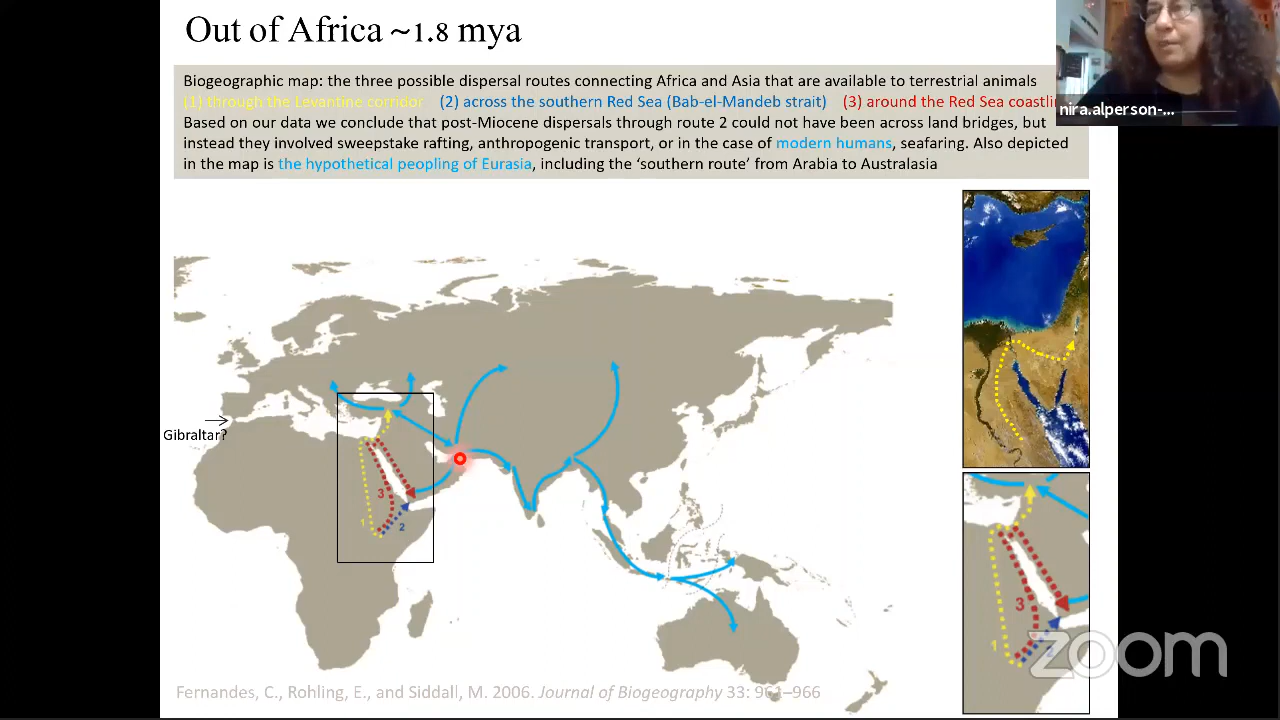 Out of Africa ~1.8 mya
Biogeographic map: the three possible dispersal routes connecting Africa and Asia that are available to terrestrial animals
(1) through the Levantine corridor (2) across the southern Red Sea (Bab-el-Mandeb strait) (3) around the Red Sea
Based on our data we conclude that post-Miocene dispersals through route 2 could not have been across land bridges, but
instead they involved sweepstake rafting, anthropogenic transport, or in the case of modern humans, seafaring. Also depicted
in the map is the hypothetical peopling of Eurasia, including the 'southern route' from Arabia to Australasia
nira.alperson-...
Gibraltar?
3
1
2
3
1
2
zoom
Fernandes, C., Rohling, E., and Siddall, M. 2006. Journal of Biogeography 33: 961–966